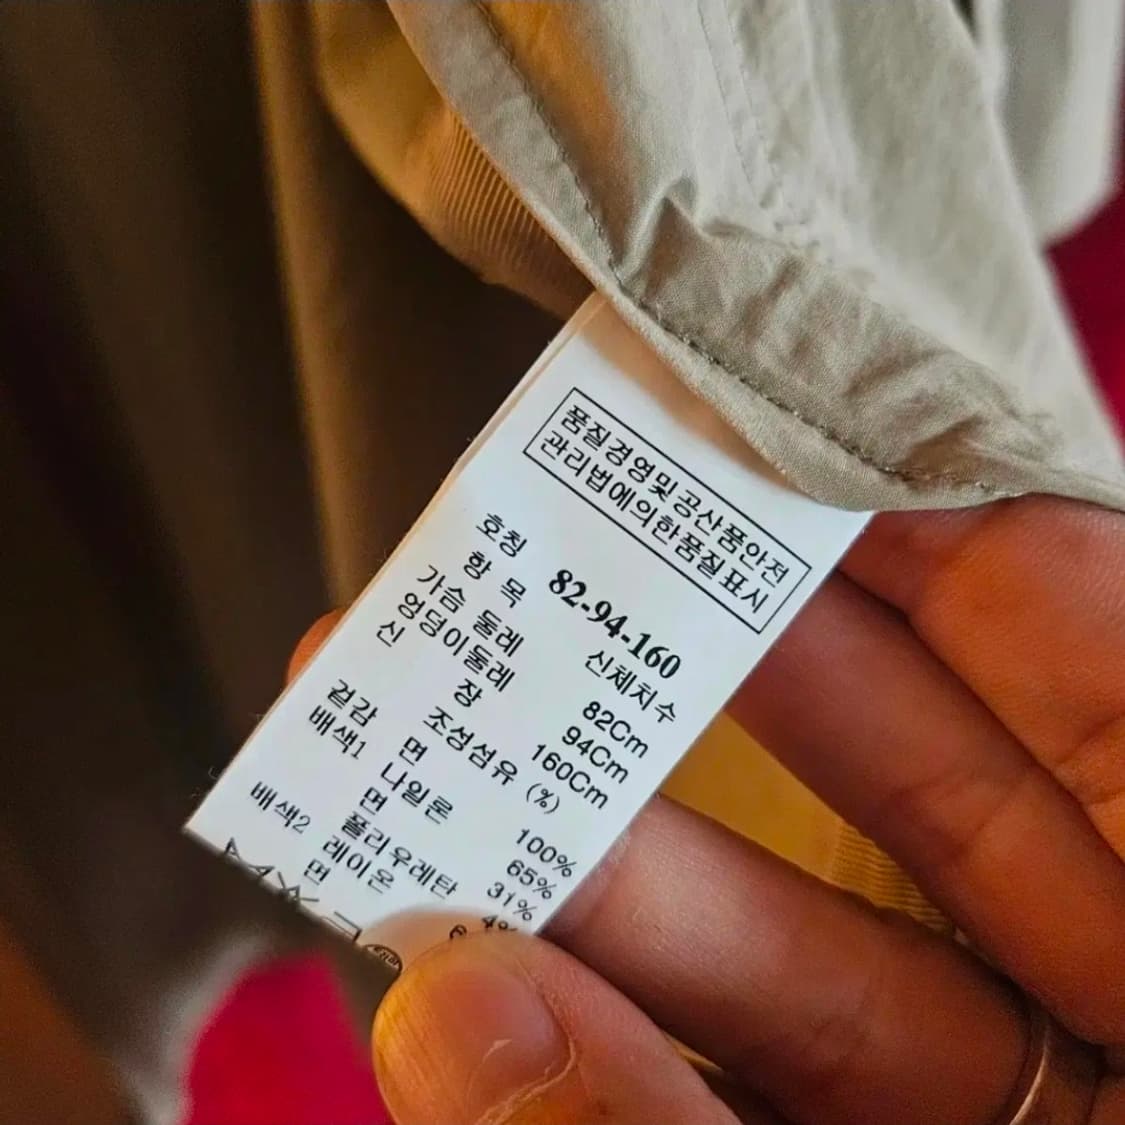 품질경영및공산품안전
관리법에의한품질표시
호칭 82-94-160
항 목 신체치수
가슴 둘레 82Cm
엉덩이둘레 94Cm
신 장 160Cm
조성섬유 (%)
겉감 면 100%
배색1 나일론 65%
면 31%
폴리우레탄 4%
배색2 레이온 6
면